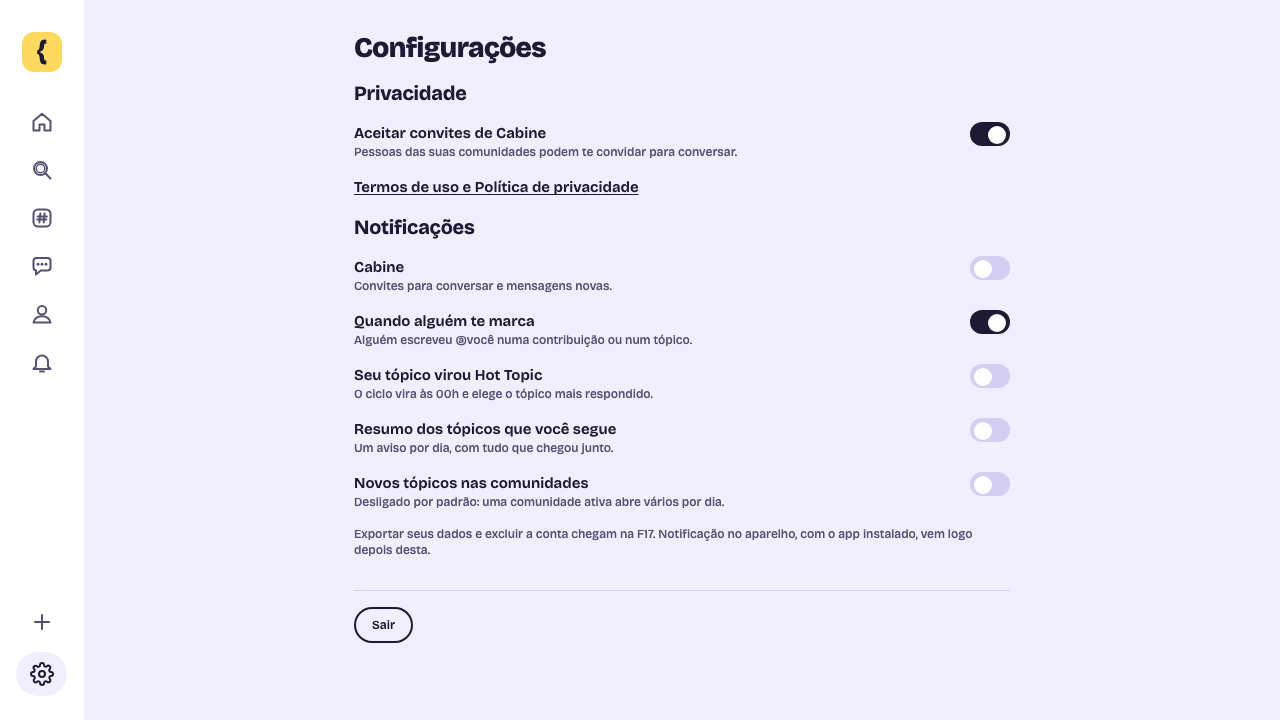 {
Configurações
Privacidade
Aceitar convites de Cabine
Pessoas das suas comunidades podem te convidar para conversar.
Termos de uso e Política de privacidade
Notificações
Cabine
Convites para conversar e mensagens novas.
Quando alguém te marca
Alguém escreveu @você numa contribuição ou num tópico.
Seu tópico virou Hot Topic
O ciclo vira às 00h e elege o tópico mais respondido.
Resumo dos tópicos que você segue
Um aviso por dia, com tudo que chegou junto.
Novos tópicos nas comunidades
Desligado por padrão: uma comunidade ativa abre vários por dia.
Exportar seus dados e excluir a conta chegam na F17. Notificação no aparelho, com o app instalado, vem logo
depois desta.
Sair